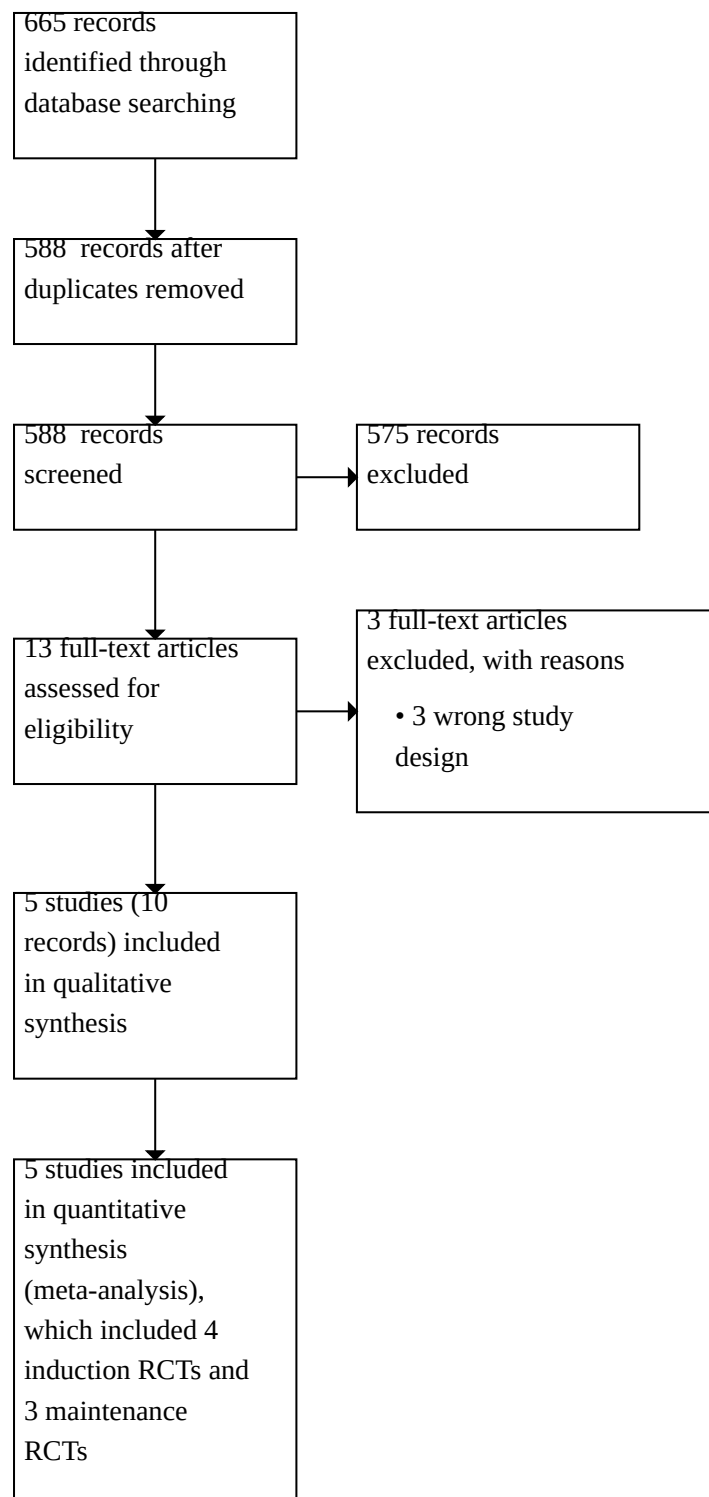 665 records
identified through
database searching
588  records after
duplicates removed
588  records
screened
575 records
excluded
13 full-text articles
assessed for
eligibility
3 full-text articles
excluded, with reasons
• 3 wrong study
design
5 studies (10
records) included
in qualitative
synthesis
5 studies included
in quantitative
synthesis
(meta-analysis),
which included 4
induction RCTs and
3 maintenance
RCTs